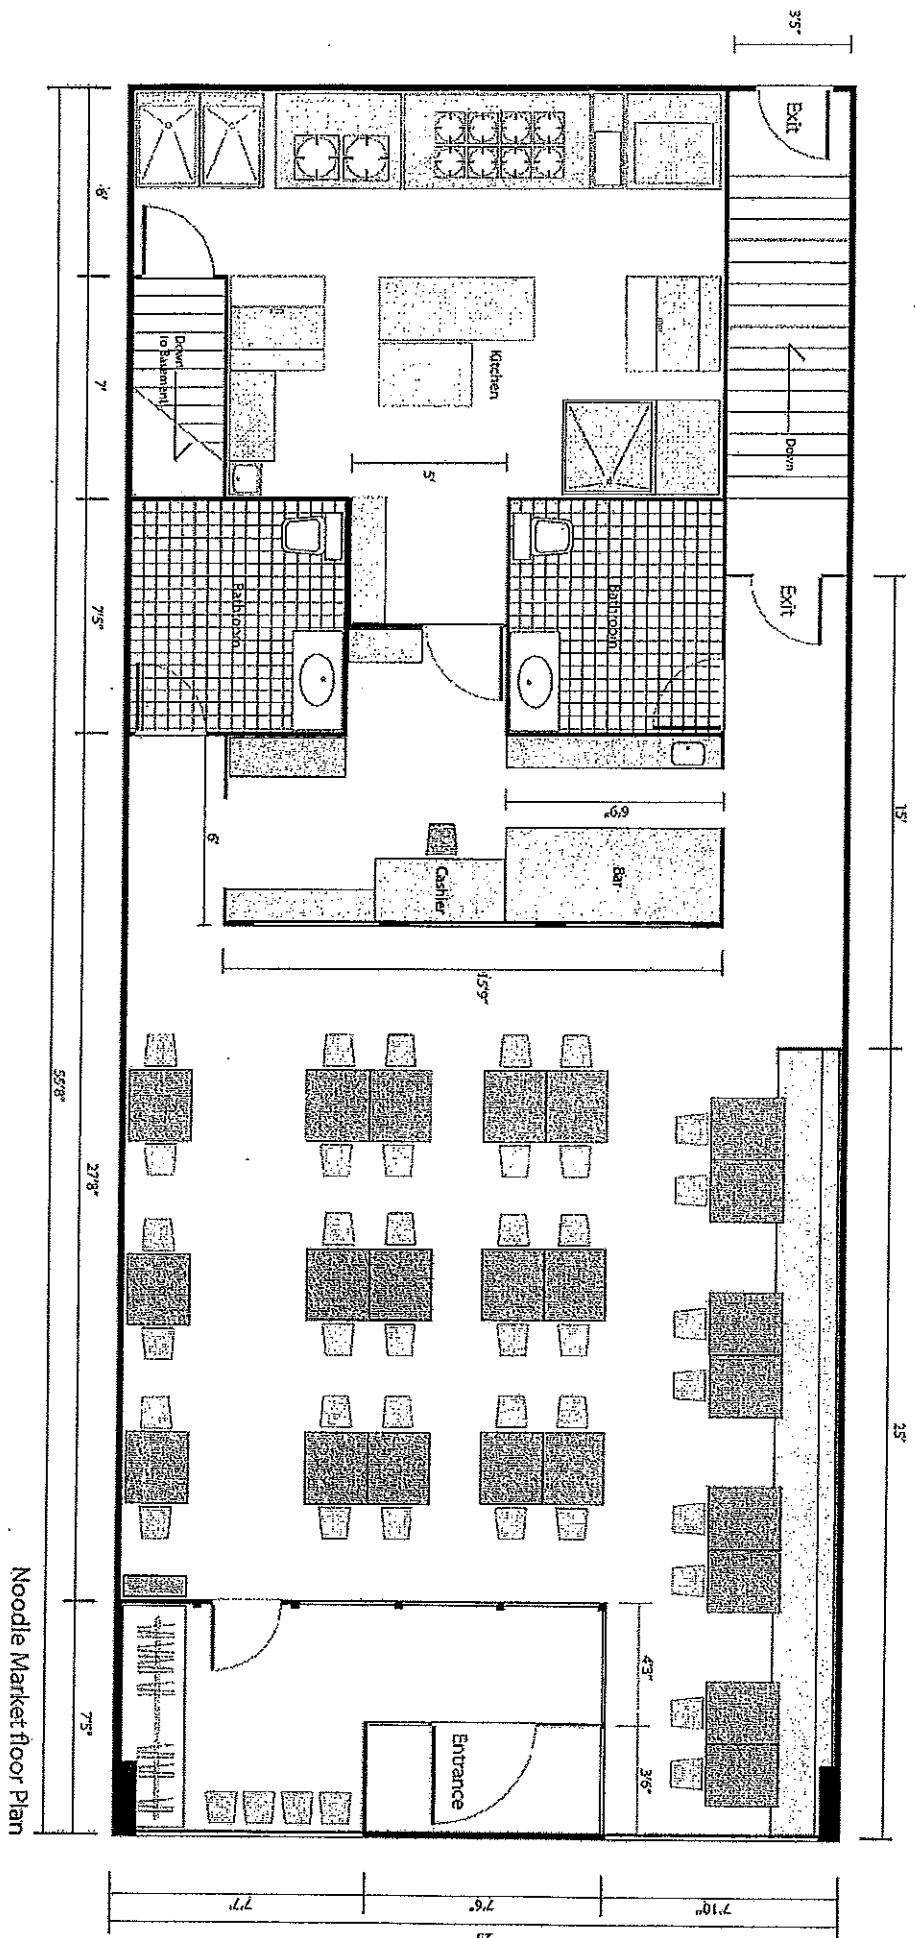 3'5"
Exit
Down
Exit
15'
25'
6'
7"
7'5"
55'8"
27'8"
7'5"
Down
to Basement
Kitchen
5'
Bathroom
Bathroom
6'
6'9"
Bar
Cashier
15'9"
4'3"
3'6"
Entrance
7'7"
7'6"
7'10"
Noodle Market floor Plan